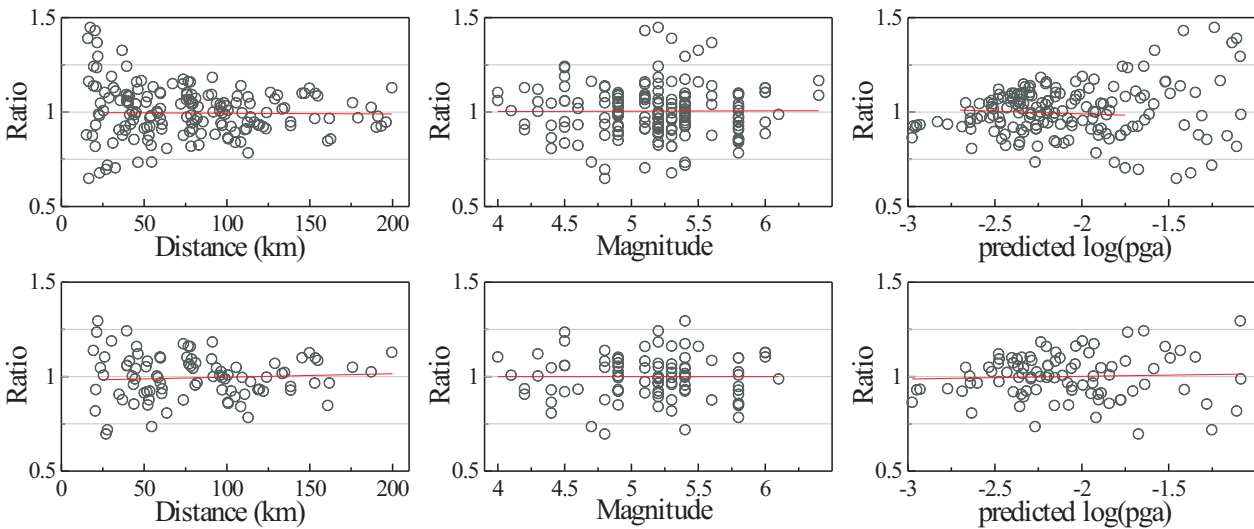 1.5 1.5 1.5
Ratio Ratio Ratio
1 1 1
0.5 0.5 0.5
0 50 100 150 200 4 4.5 5 5.5 6 -3 -2.5 -2 -1.5
Distance (km) Magnitude predicted log(pga)
1.5 1.5 1.5
Ratio Ratio Ratio
1 1 1
0.5 0.5 0.5
0 50 100 150 200 4 4.5 5 5.5 6 -3 -2.5 -2 -1.5
Distance (km) Magnitude predicted log(pga)